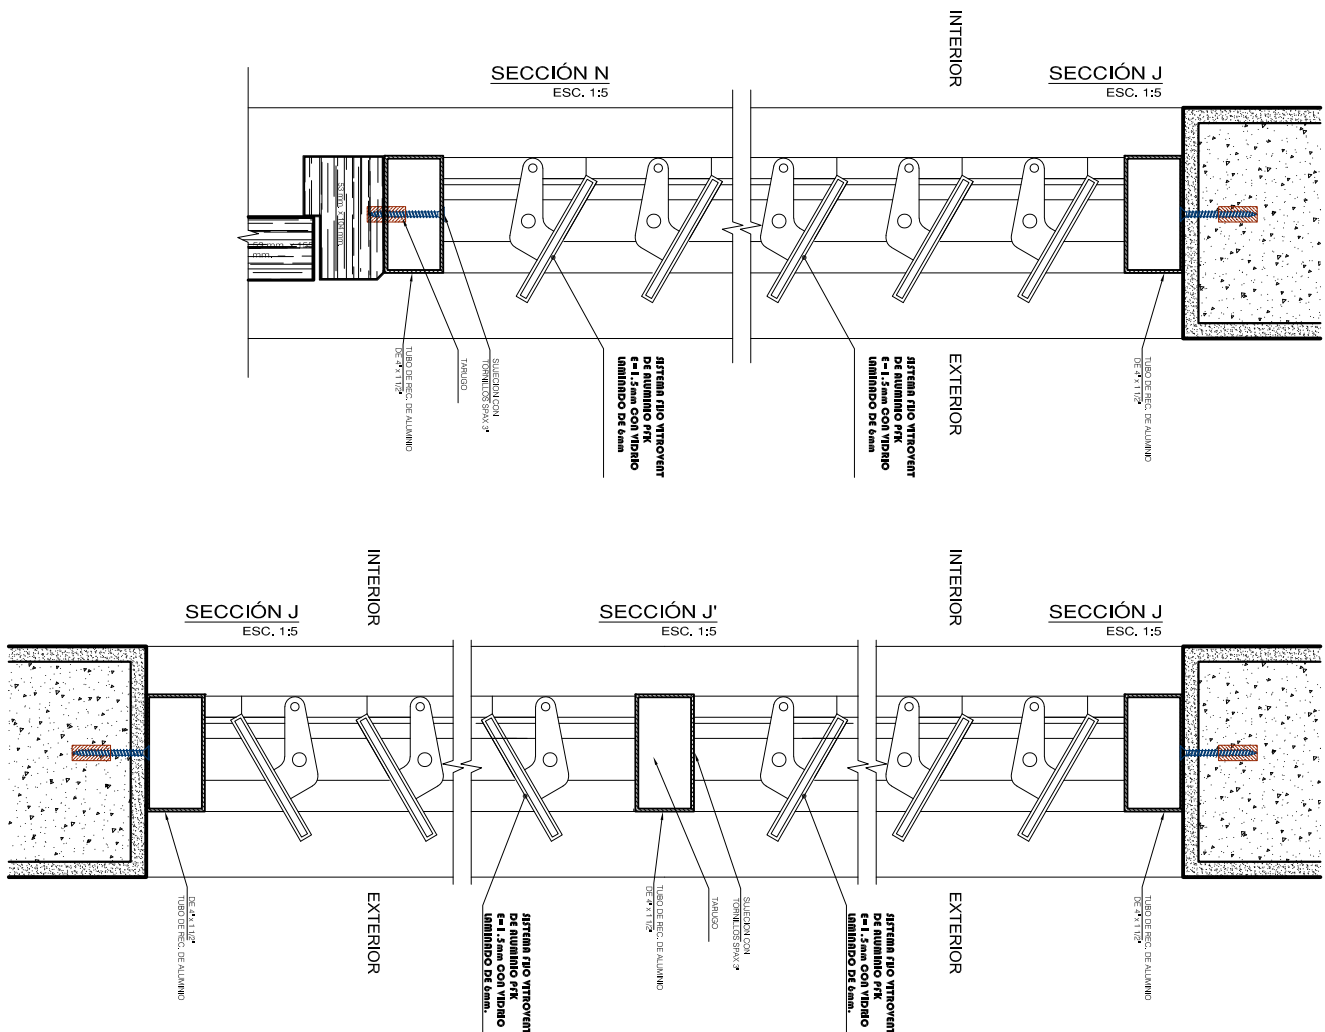 INTERIOR
SECCIÓN N
ESC. 1:5
SECCIÓN J
ESC. 1:5
53 mm. x 104 mm.
mm.
TUBO DE REC. DE ALUMINIO
DE 4" x 1 1/2"
TARUGO
SUJECION CON
TORNILLOS SPAX 3"
SISTEMA FIJO VITROVENT
DE ALUMINIO PFK
E=1.5mm CON VIDRIO
LAMINADO DE 6mm
SISTEMA FIJO VITROVENT
DE ALUMINIO PFK
E=1.5mm CON VIDRIO
LAMINADO DE 6mm
EXTERIOR
TUBO DE REC. DE ALUMINIO
DE 4" x 1 1/2"
INTERIOR
INTERIOR
SECCIÓN J
ESC. 1:5
SECCIÓN J'
ESC. 1:5
SECCIÓN J
ESC. 1:5
DE 4" x 1 1/2"
TUBO DE REC. DE ALUMINIO
EXTERIOR
SISTEMA FIJO VITROVENT
DE ALUMINIO PFK
E=1.5mm CON VIDRIO
LAMINADO DE 6mm.
TUBO DE REC. DE ALUMINIO
DE 4" x 1 1/2"
TARUGO
SUJECION CON
TORNILLOS SPAX 3"
SISTEMA FIJO VITROVENT
DE ALUMINIO PFK
E=1.5mm CON VIDRIO
LAMINADO DE 6mm.
EXTERIOR
TUBO DE REC. DE ALUMINIO
DE 4" x 1 1/2"